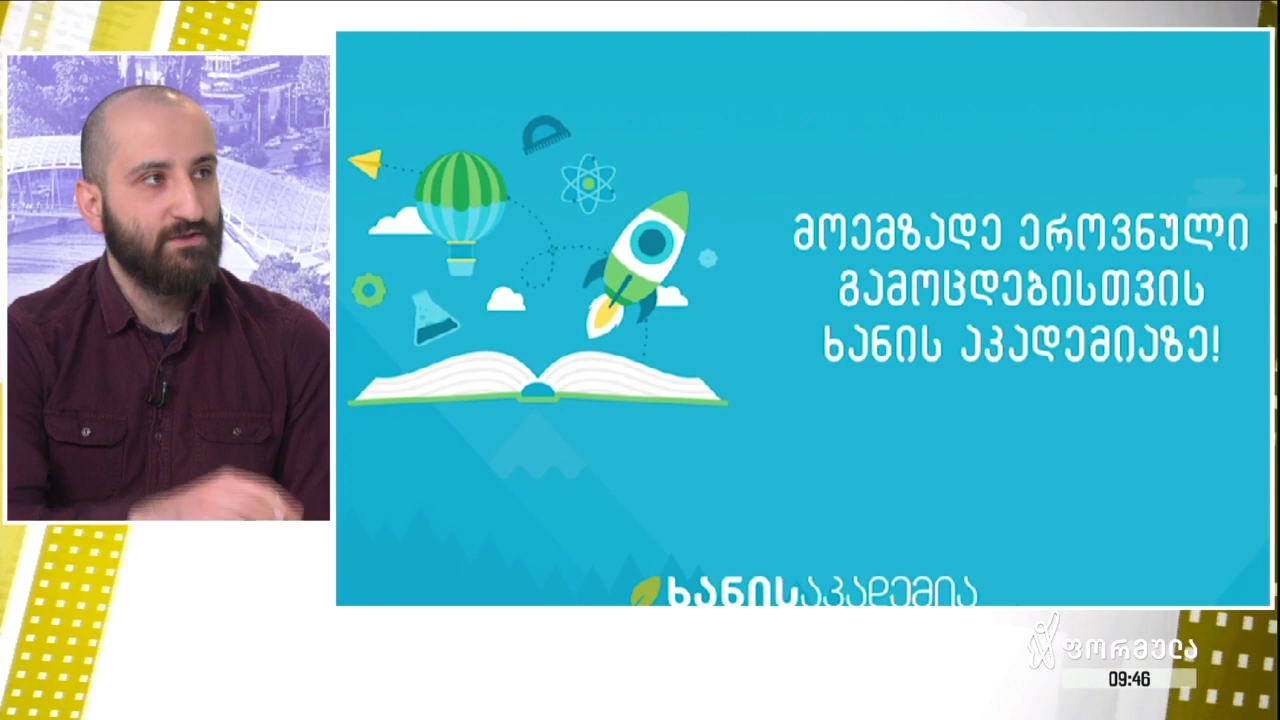 მოემზადე ეროვნული
გამოცდებისთვის
ხანის აკადემიაზე!
ხანისაკადემია
ფორმულა
09:46